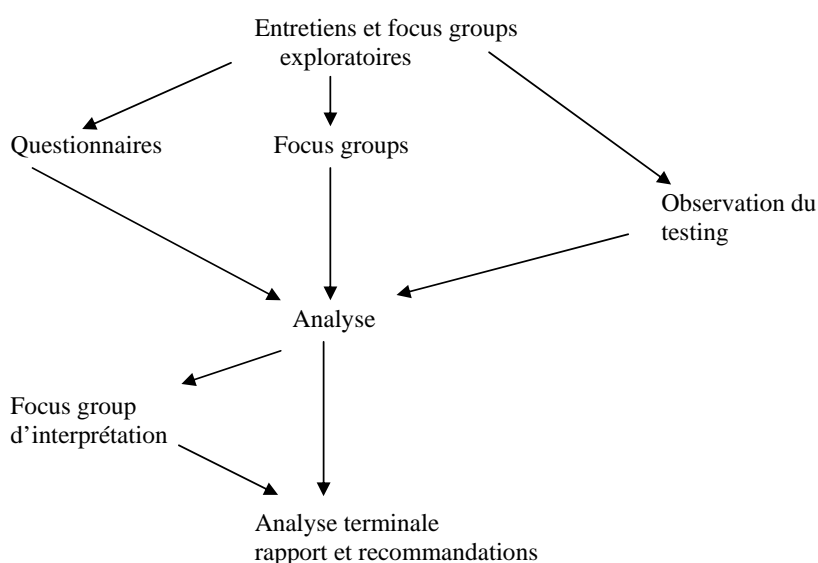 Entretiens et focus groups
exploratoires
Questionnaires
Focus groups
Observation du
testing
Analyse
Focus group
d’interprétation
Analyse terminale
rapport et recommandations